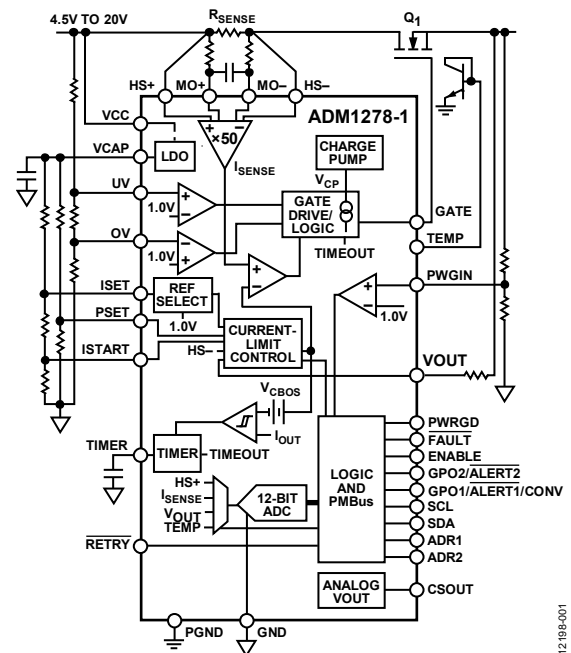 4.5V TO 20V
RSENSE
Q1
HS+
MO+
MO–
HS–
ADM1278-1
VCC
+ –
×50
VCAP
LDO
ISENSE
CHARGE
PUMP
VCP
UV
+
1.0V
–
GATE
DRIVE/
LOGIC
GATE
TEMP
TIMEOUT
OV
–
1.0V
+
+
–
PWGIN
+
–
1.0V
ISET
REF
SELECT
1.0V
PSET
CURRENT-
LIMIT
CONTROL
HS–
ISTART
VOUT
VCBOS
IOUT
TIMER
TIMER
TIMEOUT
HS+
ISENSE
VOUT
TEMP
12-BIT
ADC
LOGIC
AND
PMBus
PWRGD
FAULT
ENABLE
GPO2/ALERT2
GPO1/ALERT1/CONV
SCL
SDA
ADR1
ADR2
RETRY
ANALOG
VOUT
CSOUT
PGND
GND
12198-001